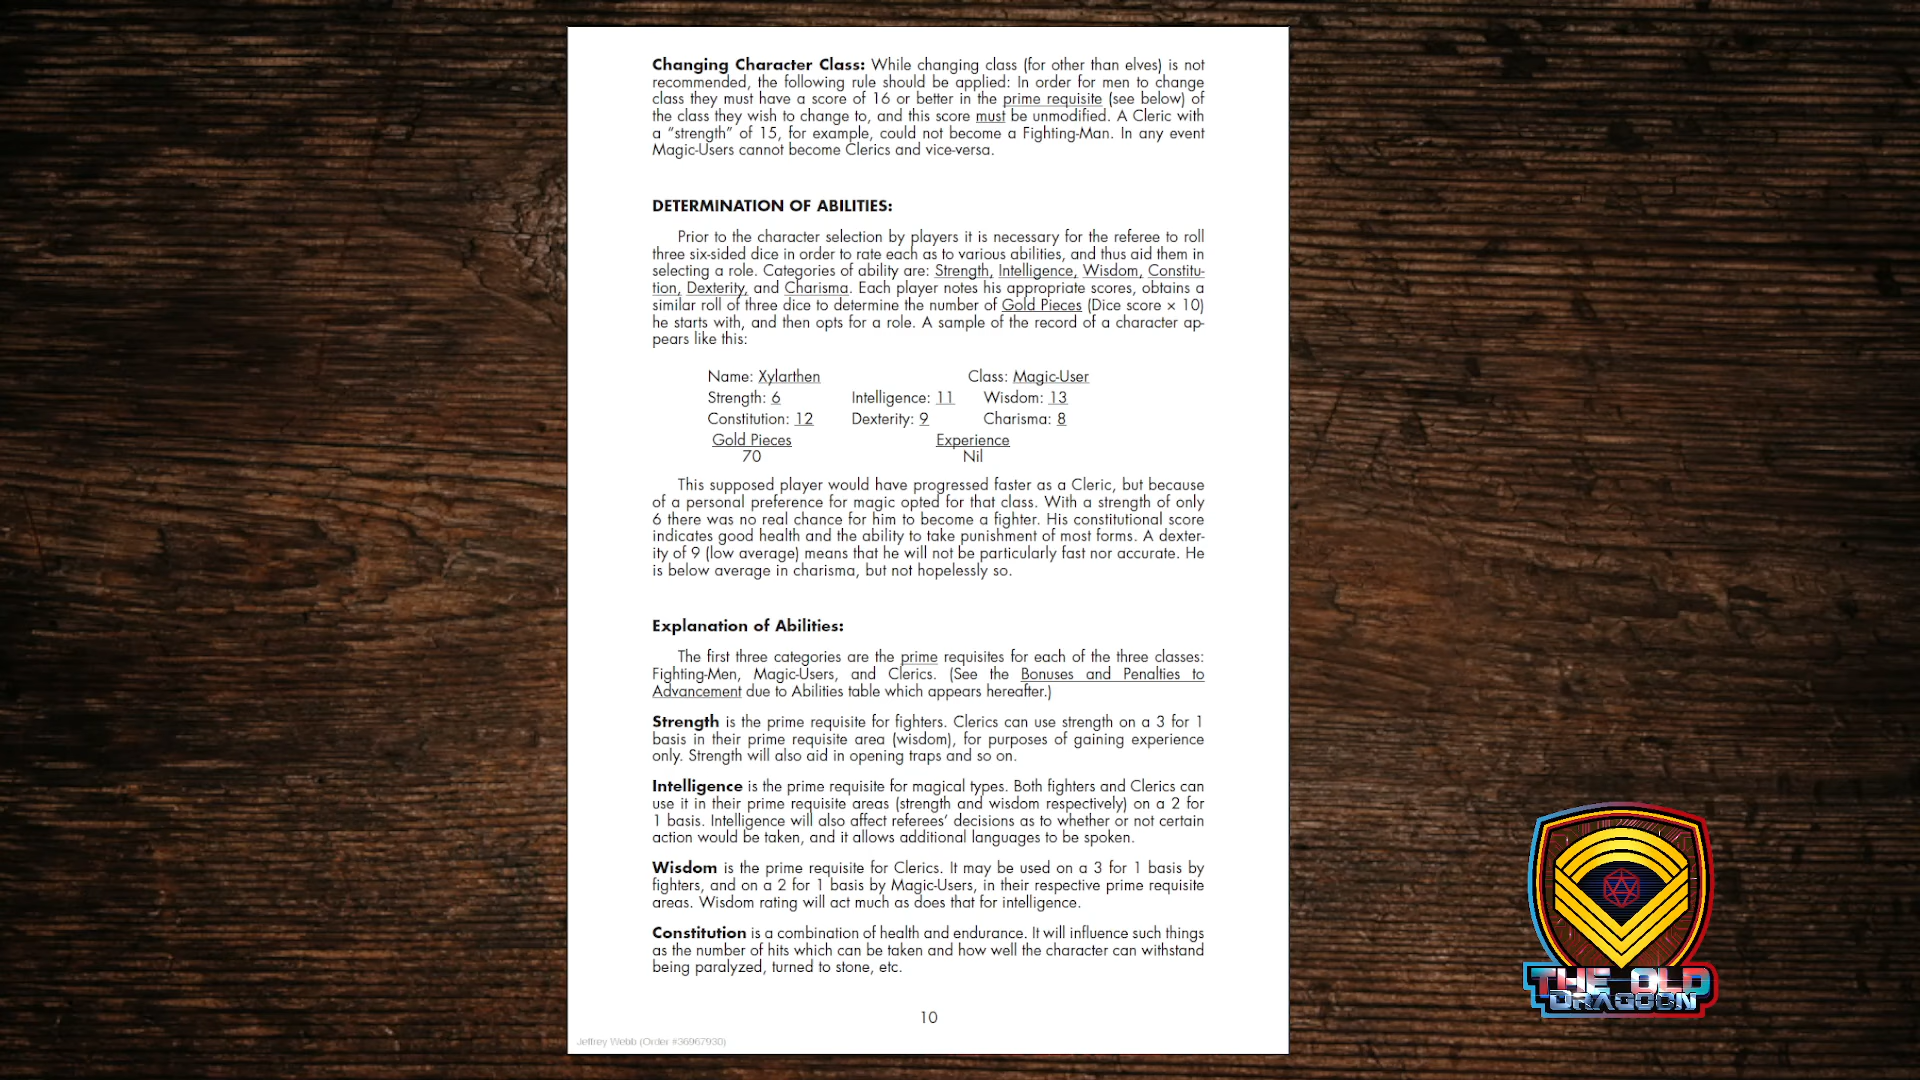 Changing Character Class: While changing class (for other than elves) is not
recommended, the following rule should be applied: In order for men to change
class they must have a score of 16 or better in the prime requisite (see below) of
the class they wish to change to, and this score must be unmodified. A Cleric with
a “strength” of 15, for example, could not become a Fighting-Man. In any event
Magic-Users cannot become Clerics and vice-versa.
DETERMINATION OF ABILITIES:
Prior to the character selection by players it is necessary for the referee to roll
three six-sided dice in order to rate each as to various abilities, and thus aid them in
selecting a role. Categories of ability are: Strength, Intelligence, Wisdom, Constitu-
tion, Dexterity, and Charisma. Each player notes his appropriate scores, obtains a
similar roll of three dice to determine the number of Gold Pieces (Dice score × 10)
he starts with, and then opts for a role. A sample of the record of a character ap-
pears like this:
Name: Xylarthen Class: Magic-User
Strength: 6 Intelligence: 11 Wisdom: 13
Constitution: 12 Dexterity: 9 Charisma: 8
Gold Pieces Experience
70 Nil
This supposed player would have progressed faster as a Cleric, but because
of a personal preference for magic opted for that class. With a strength of only
6 there was no real chance for him to become a fighter. His constitutional score
indicates good health and the ability to take punishment of most forms. A dexter-
ity of 9 (low average) means that he will not be particularly fast nor accurate. He
is below average in charisma, but not hopelessly so.
Explanation of Abilities:
The first three categories are the prime requisites for each of the three classes:
Fighting-Men, Magic-Users, and Clerics. (See the Bonuses and Penalties to
Advancement due to Abilities table which appears hereafter.)
Strength is the prime requisite for fighters. Clerics can use strength on a 3 for 1
basis in their prime requisite area (wisdom), for purposes of gaining experience
only. Strength will also aid in opening traps and so on.
Intelligence is the prime requisite for magical types. Both fighters and Clerics can
use it in their prime requisite areas (strength and wisdom respectively) on a 2 for
1 basis. Intelligence will also affect referees’ decisions as to whether or not certain
action would be taken, and it allows additional languages to be spoken.
Wisdom is the prime requisite for Clerics. It may be used on a 3 for 1 basis by
fighters, and on a 2 for 1 basis by Magic-Users, in their respective prime requisite
areas. Wisdom rating will act much as does that for intelligence.
Constitution is a combination of health and endurance. It will influence such things
as the number of hits which can be taken and how well the character can withstand
being paralyzed, turned to stone, etc.
10
Jeffrey Webb (Order #36967930)
THE OLD
DRAGOON